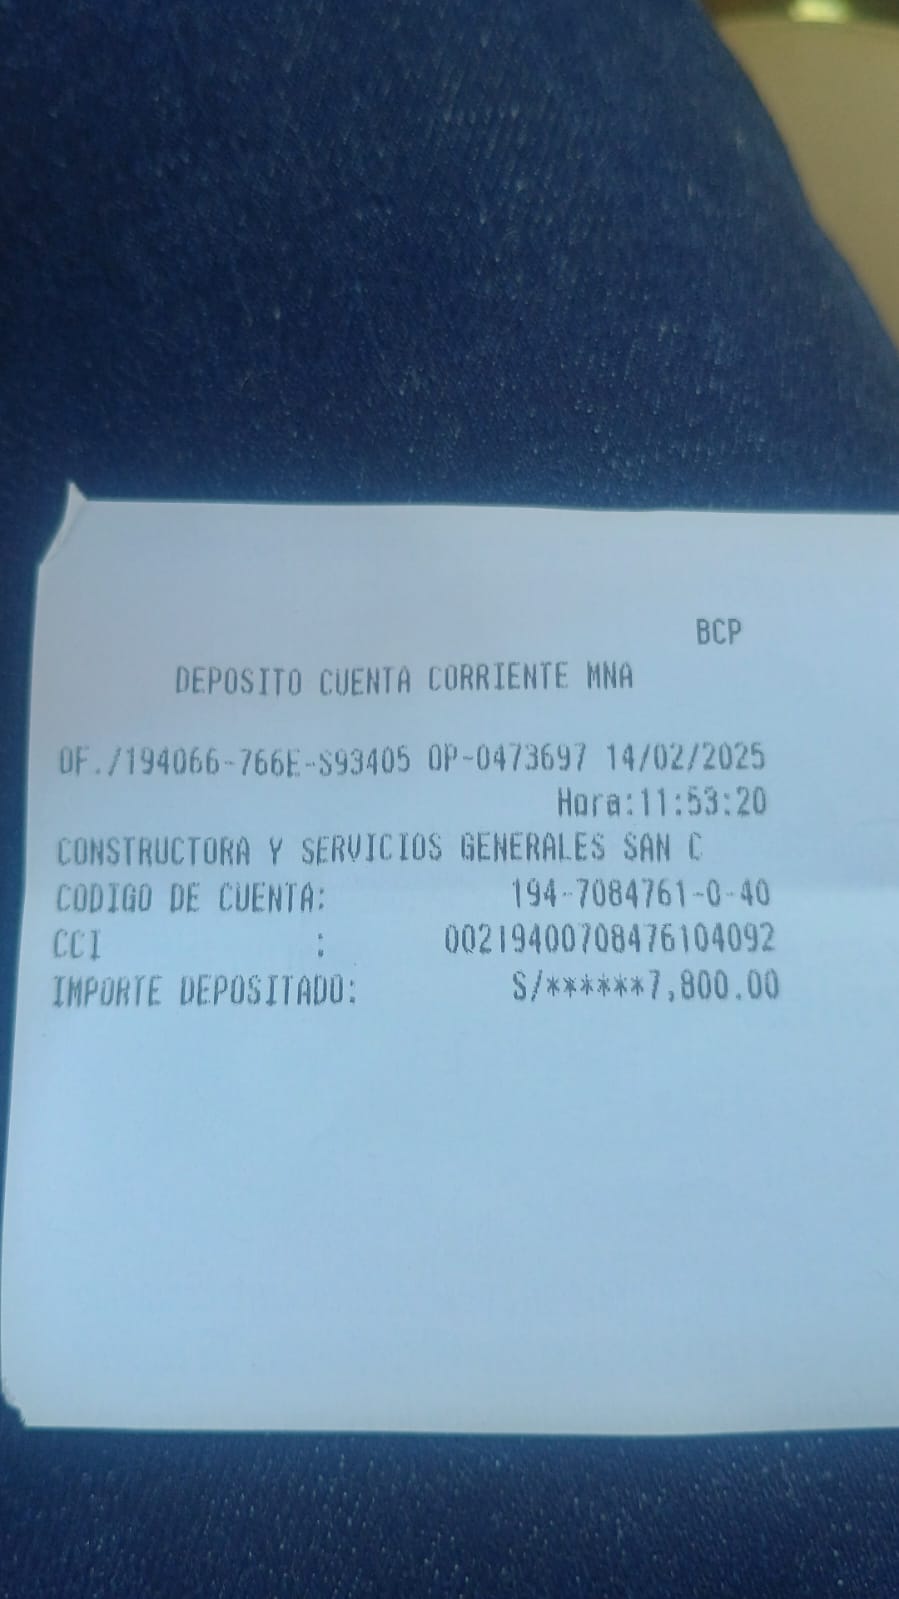 BCP
DEPOSITO CUENTA CORRIENTE MNA
OF./194066-766E-S93405 OP-0473697 14/02/2025
Hora:11:53:20
CONSTRUCTORA Y SERVICIOS GENERALES SAN C
CODIGO DE CUENTA: 194-7084761-0-40
CCI : 00219400708476104092
IMPORTE DEPOSITADO: S/******7,800.00